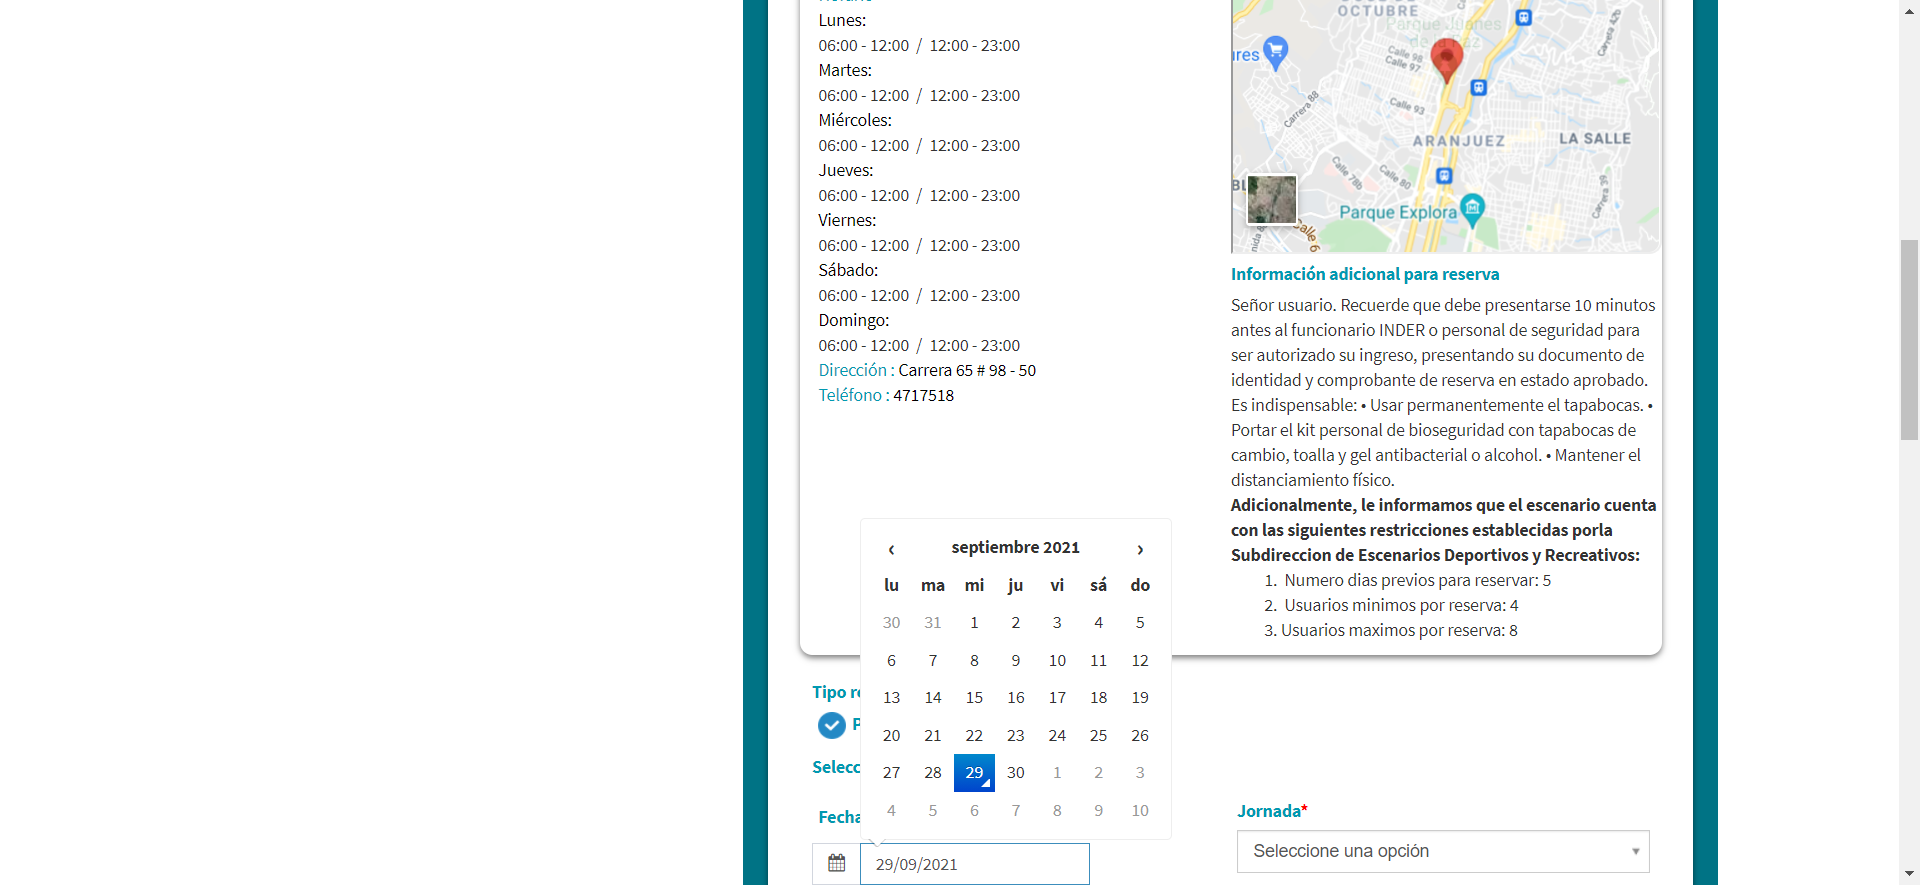 Lunes:
06:00 - 12:00 / 12:00 - 23:00
Martes:
06:00 - 12:00 / 12:00 - 23:00
Miércoles:
06:00 - 12:00 / 12:00 - 23:00
Jueves:
06:00 - 12:00 / 12:00 - 23:00
Viernes:
06:00 - 12:00 / 12:00 - 23:00
Sábado:
06:00 - 12:00 / 12:00 - 23:00
Domingo:
06:00 - 12:00 / 12:00 - 23:00
Dirección : Carrera 65 # 98 - 50
Teléfono : 4717518
OCTUBRE
Parque Juanes
de la Paz
Calle 98
Calle 97
Carrera 88
Calle 93
ARANJUEZ
LA SALLE
Calle 78b
Calle 80
Carrera 39
Carrera 42b
Parque Explora
Información adicional para reserva
Señor usuario. Recuerde que debe presentarse 10 minutos
antes al funcionario INDER o personal de seguridad para
ser autorizado su ingreso, presentando su documento de
identidad y comprobante de reserva en estado aprobado.
Es indispensable: • Usar permanentemente el tapabocas. •
Portar el kit personal de bioseguridad con tapabocas de
cambio, toalla y gel antibacterial o alcohol. • Mantener el
distanciamiento físico.
Adicionalmente, le informamos que el escenario cuenta
con las siguientes restricciones establecidas porla
Subdireccion de Escenarios Deportivos y Recreativos:
1. Numero dias previos para reservar: 5
2. Usuarios minimos por reserva: 4
3. Usuarios maximos por reserva: 8
‹ septiembre 2021 ›
lu ma mi ju vi sá do
30 31 1 2 3 4 5
6 7 8 9 10 11 12
13 14 15 16 17 18 19
20 21 22 23 24 25 26
27 28 29 30 1 2 3
4 5 6 7 8 9 10
Tipo
Selecc
Fecha
29/09/2021
Jornada*
Seleccione una opción